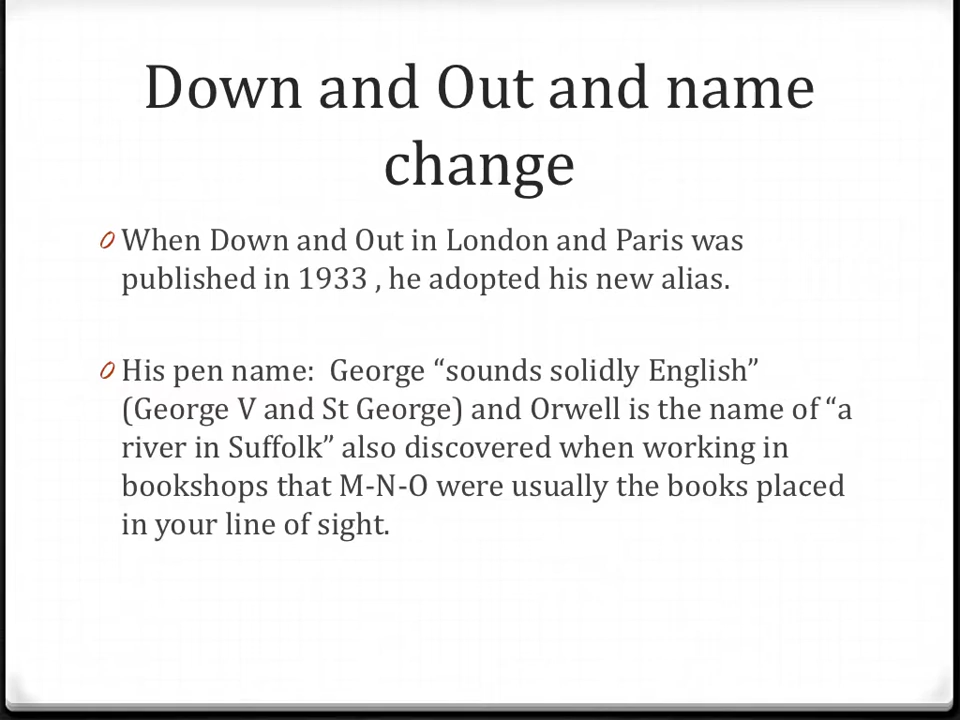 Down and Out and name
change
When Down and Out in London and Paris was
published in 1933 , he adopted his new alias.
His pen name:  George “sounds solidly English”
(George V and St George) and Orwell is the name of “a
river in Suffolk” also discovered when working in
bookshops that M-N-O were usually the books placed
in your line of sight.